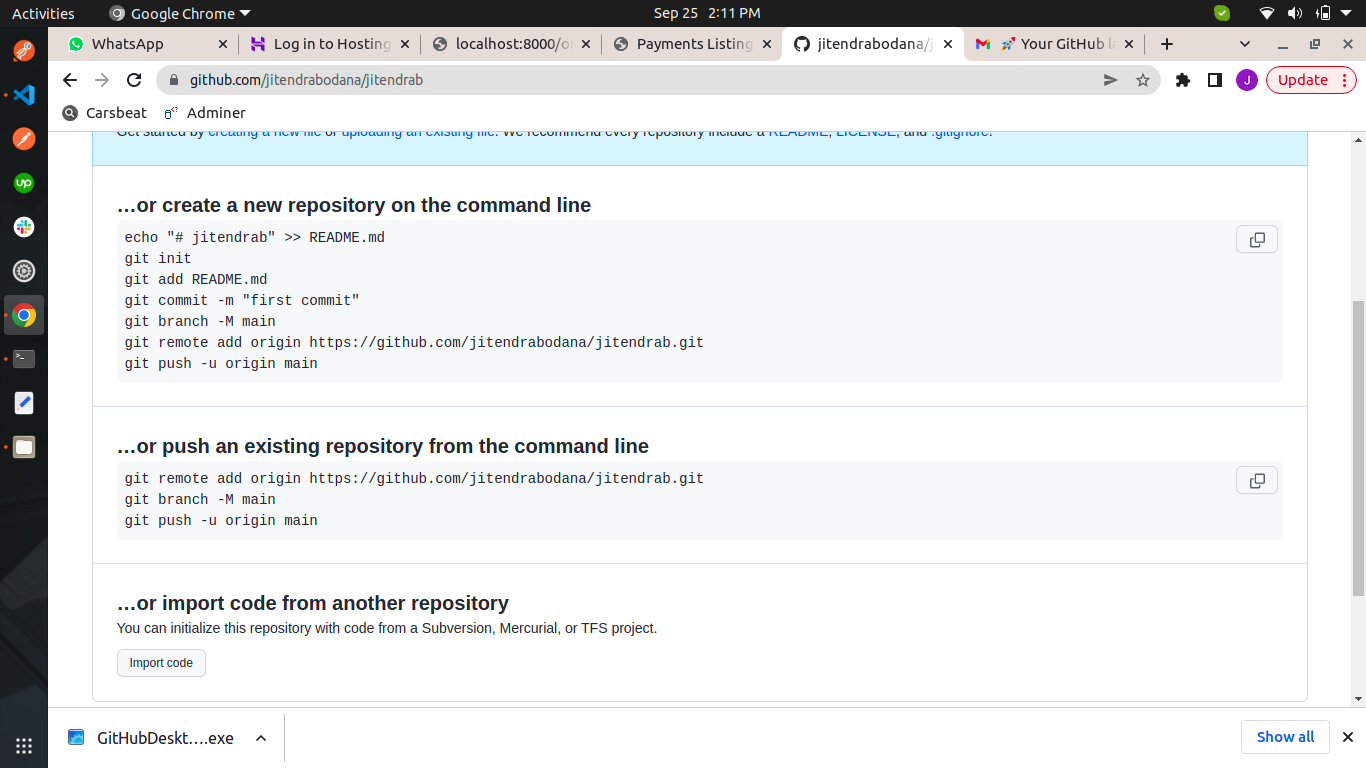 Activities
Google Chrome
Sep 25 2:11 PM
WhatsApp
Log in to Hosting
localhost:8000/or
Payments Listing
jitendrabodana/j
🚀 Your GitHub la
github.com/jitendrabodana/jitendrab
J
Update
Carsbeat
Adminer
Get started by creating a new file or uploading an existing file. We recommend every repository include a README, LICENSE, and .gitignore.
…or create a new repository on the command line
echo "# jitendrab" >> README.md
git init
git add README.md
git commit -m "first commit"
git branch -M main
git remote add origin https://github.com/jitendrabodana/jitendrab.git
git push -u origin main
…or push an existing repository from the command line
git remote add origin https://github.com/jitendrabodana/jitendrab.git
git branch -M main
git push -u origin main
…or import code from another repository
You can initialize this repository with code from a Subversion, Mercurial, or TFS project.
Import code
GitHubDeskt….exe
Show all
up